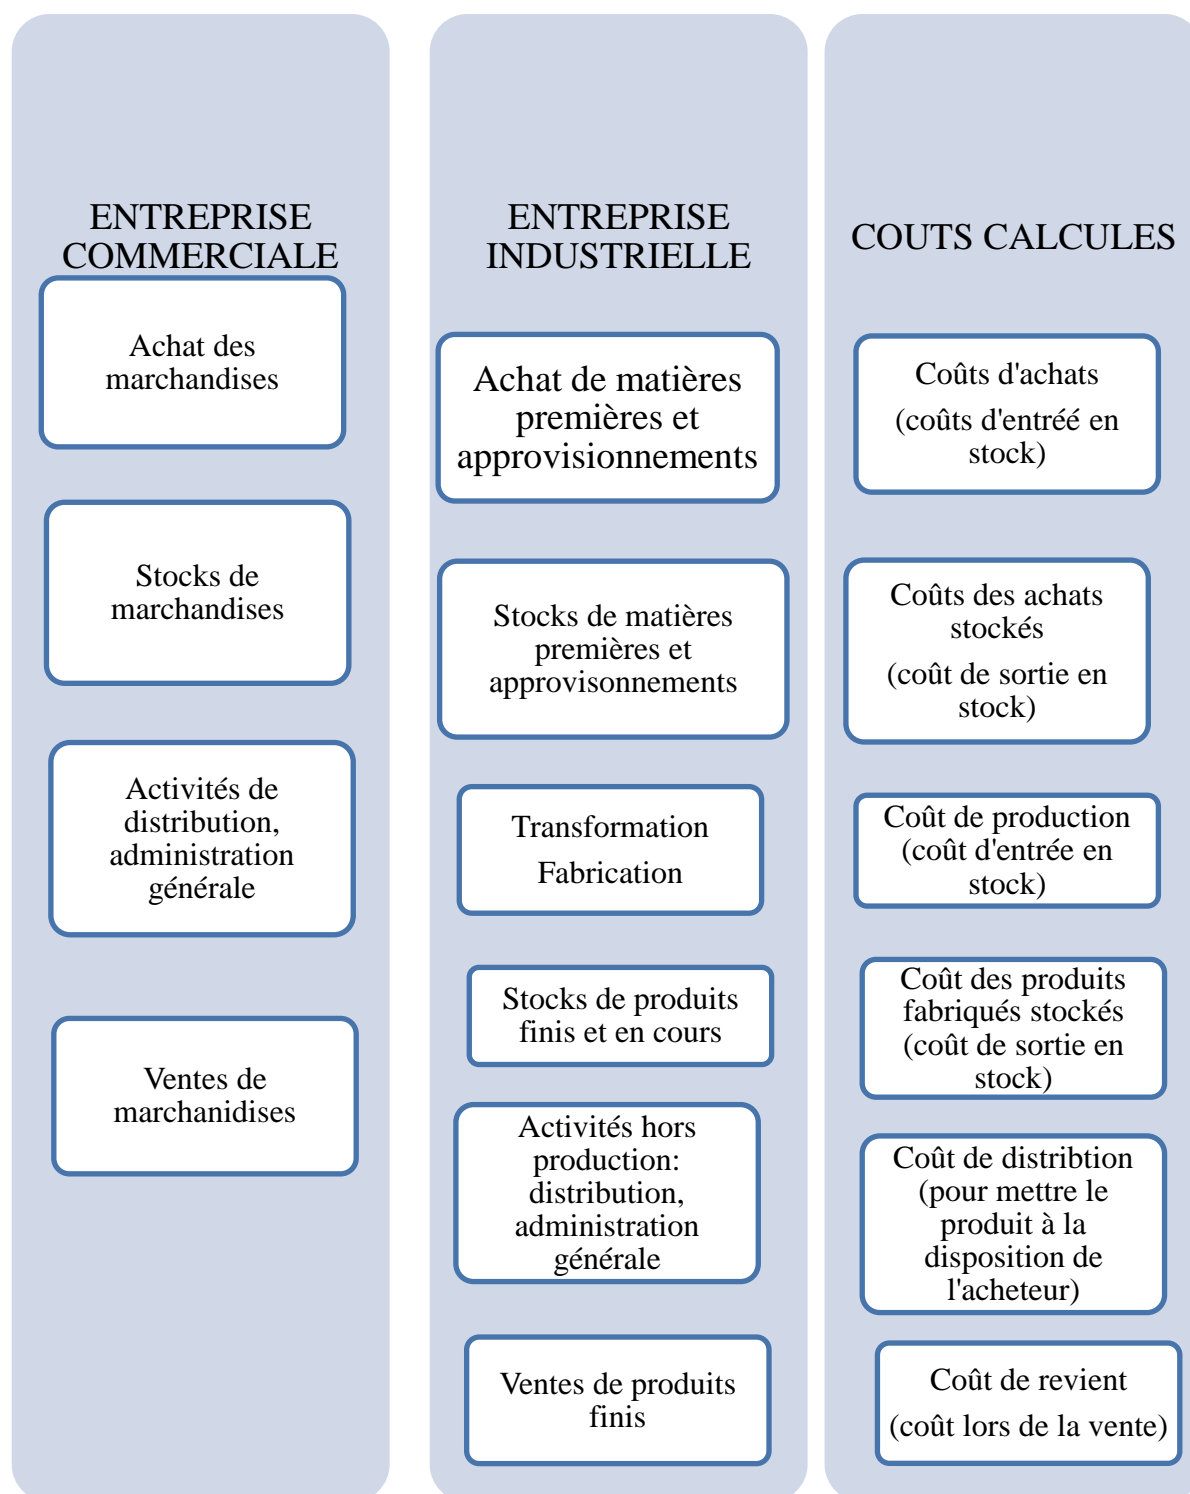 ENTREPRISE
COMMERCIALE
Achat des
marchandises
Stocks de
marchandises
Activités de
distribution,
administration
générale
Ventes de
marchanidises
ENTREPRISE
INDUSTRIELLE
Achat de matières
premières et
approvisionnements
Stocks de matières
premières et
approvisonnements
Transformation
Fabrication
Stocks de produits
finis et en cours
Activités hors
production:
distribution,
administration
générale
Ventes de produits
finis
COUTS CALCULES
Coûts d'achats
(coûts d'entréé en
stock)
Coûts des achats
stockés
(coût de sortie en
stock)
Coût de production
(coût d'entrée en
stock)
Coût des produits
fabriqués stockés
(coût de sortie en
stock)
Coût de distribtion
(pour mettre le
produit à la
disposition de
l'acheteur)
Coût de revient
(coût lors de la vente)